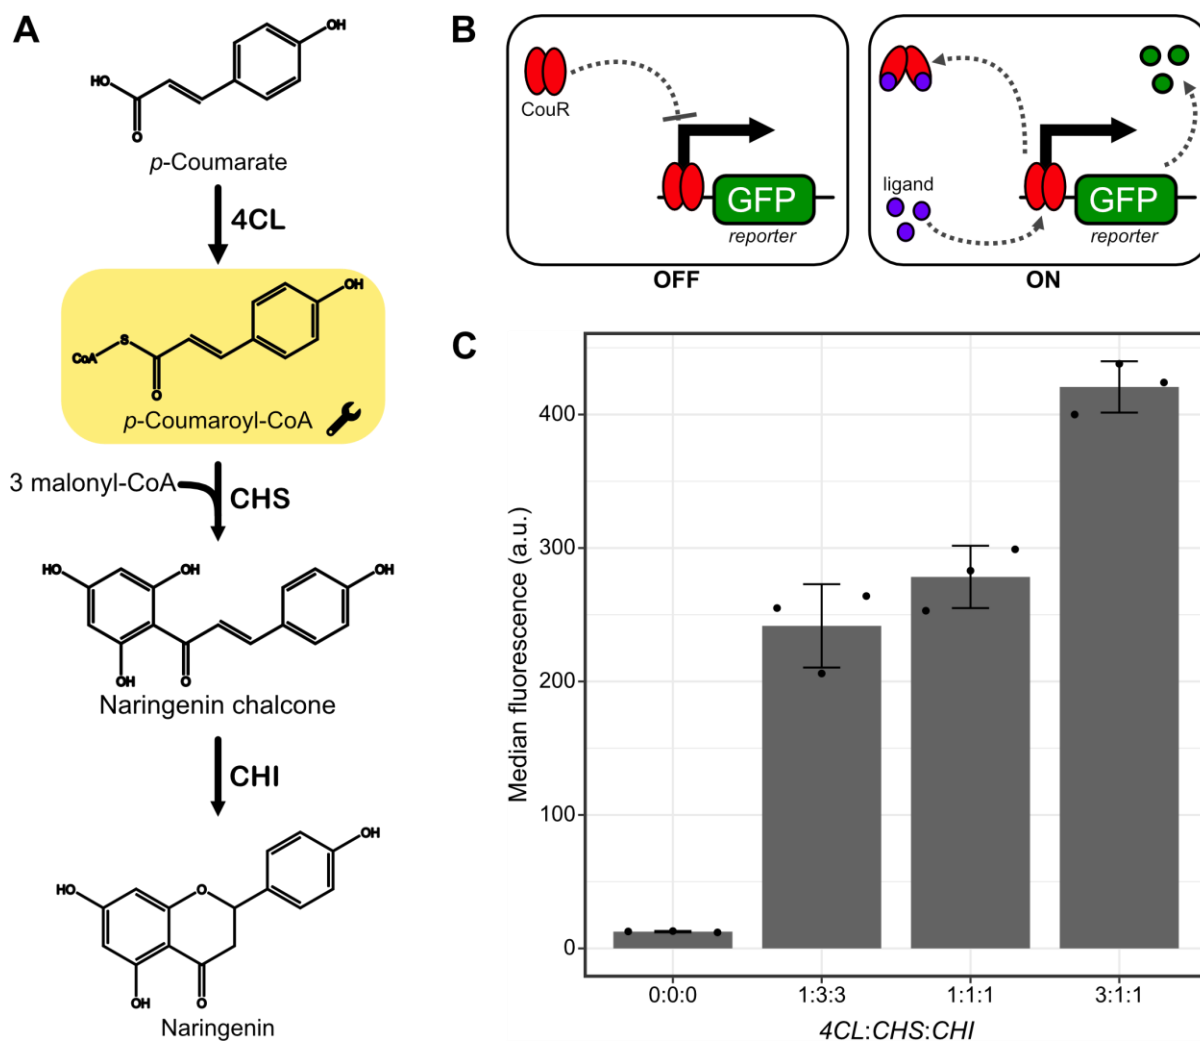 A
HO
OH
O
p-Coumarate
4CL
CoA
S
O
OH
p-Coumaroyl-CoA
3 malonyl-CoA
CHS
HO
OH
OH
O
OH
Naringenin chalcone
CHI
HO
O
OH
OH
O
Naringenin
B
CouR
GFP
reporter
OFF
ligand
GFP
reporter
ON
C
Median fluorescence (a.u.)
400
300
200
100
0
0:0:0
1:3:3
1:1:1
3:1:1
4CL:CHS:CHI